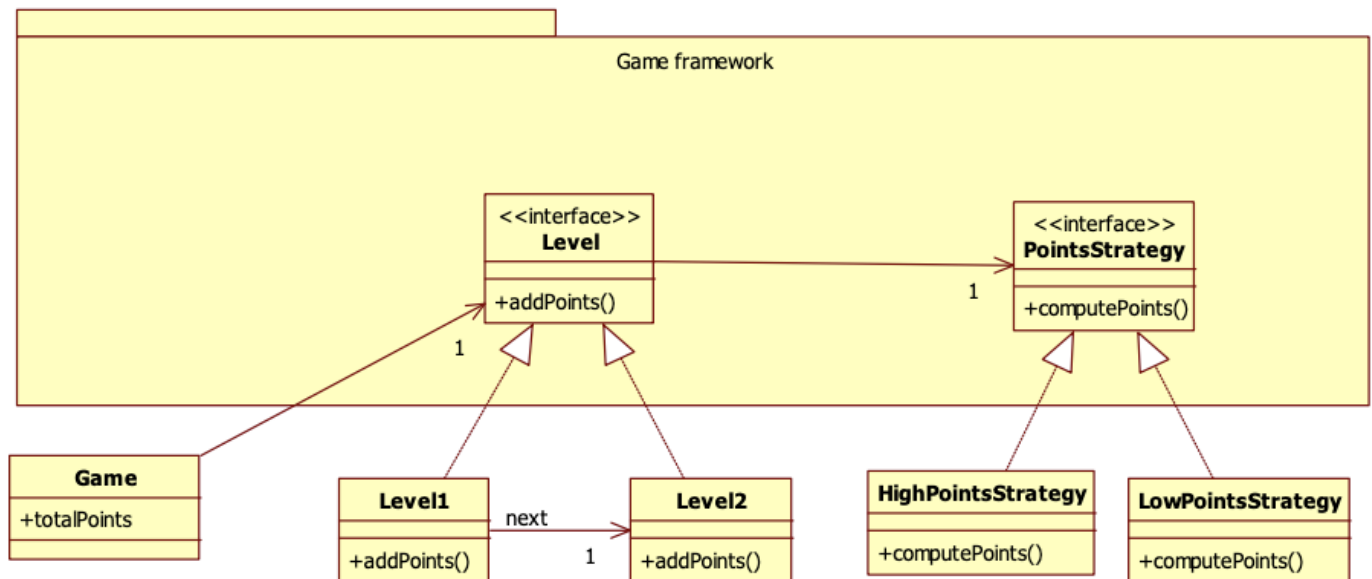 Game framework
<<interface>>
Level
+addPoints()
<<interface>>
PointsStrategy
+computePoints()
1
1
Game
+totalPoints
Level1
+addPoints()
next
1
Level2
+addPoints()
HighPointsStrategy
+computePoints()
LowPointsStrategy
+computePoints()